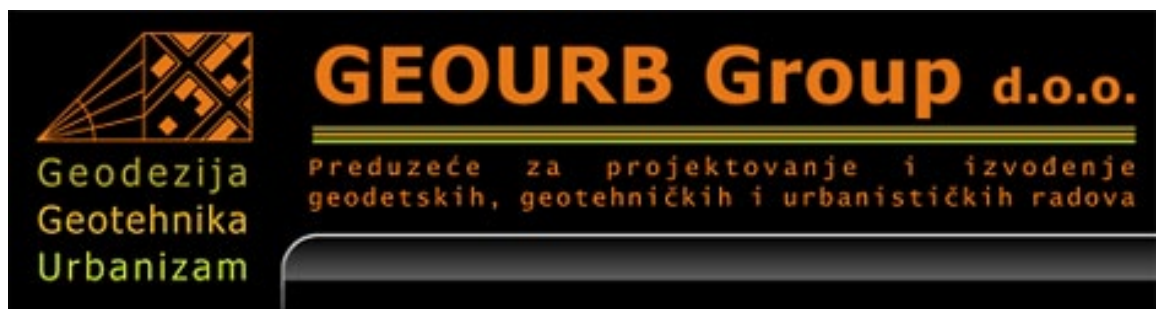 GEOURB Group d.o.o.
Preduzeće za projektovanje i izvođenje
geodetskih, geotehničkih i urbanističkih radova
Geodezija
Geotehnika
Urbanizam